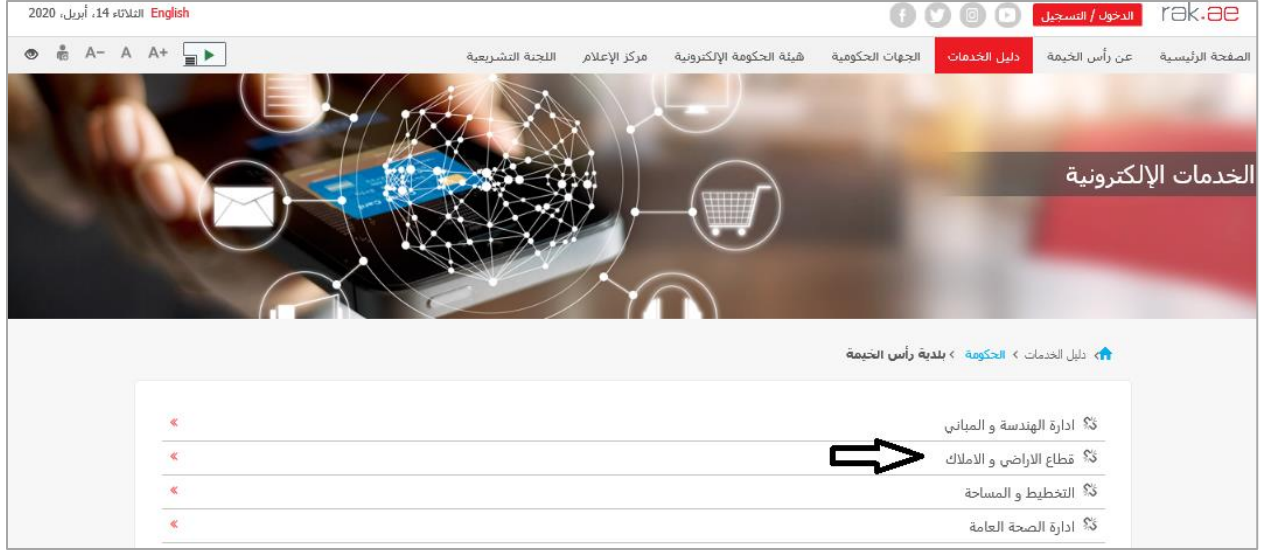 rak.ae الدخول / التسجيل English الثلاثاء 14، أبريل، 2020
الصفحة الرئيسية عن رأس الخيمة دليل الخدمات الجهات الحكومية هيئة الحكومة الإلكترونية مركز الإعلام اللجنة التشريعية A+ A A-
الخدمات الإلكترونية
دليل الخدمات › الحكومة › بلدية رأس الخيمة
ادارة الهندسة و المباني
قطاع الاراضي و الاملاك
التخطيط و المساحة
ادارة الصحة العامة